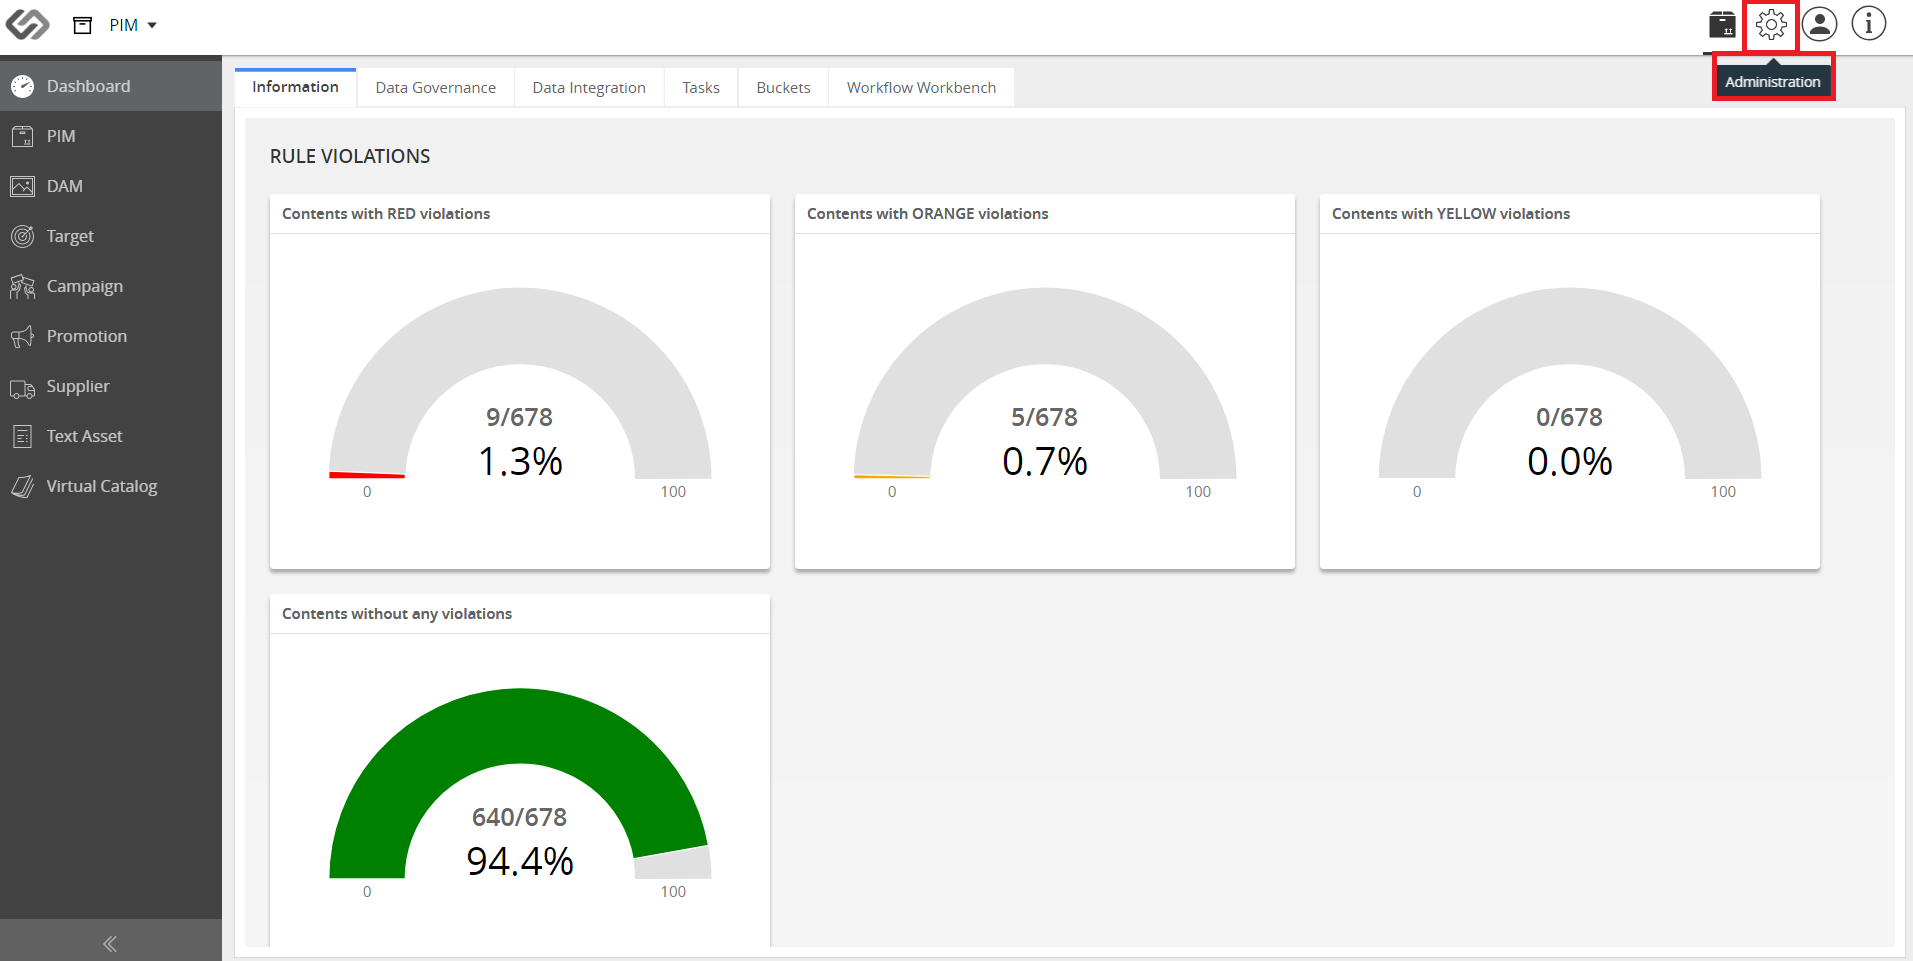 PIM
Administration
Dashboard
PIM
DAM
Target
Campaign
Promotion
Supplier
Text Asset
Virtual Catalog
Information
Data Governance
Data Integration
Tasks
Buckets
Workflow Workbench
RULE VIOLATIONS
Contents with RED violations
9/678
1.3%
0
100
Contents with ORANGE violations
5/678
0.7%
0
100
Contents with YELLOW violations
0/678
0.0%
0
100
Contents without any violations
640/678
94.4%
0
100